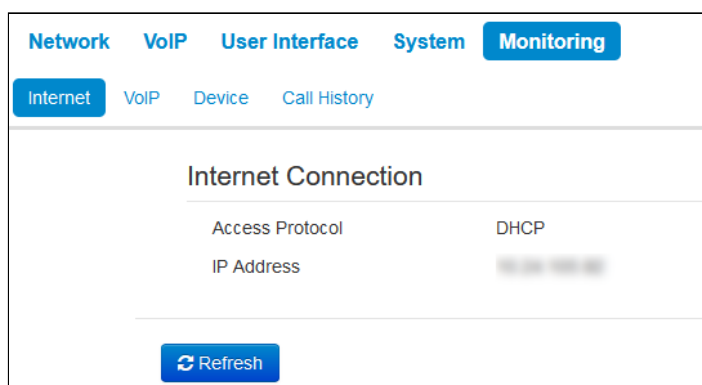 Network VoIP User Interface System Monitoring
Internet VoIP Device Call History
Internet Connection
Access Protocol DHCP
IP Address
Refresh